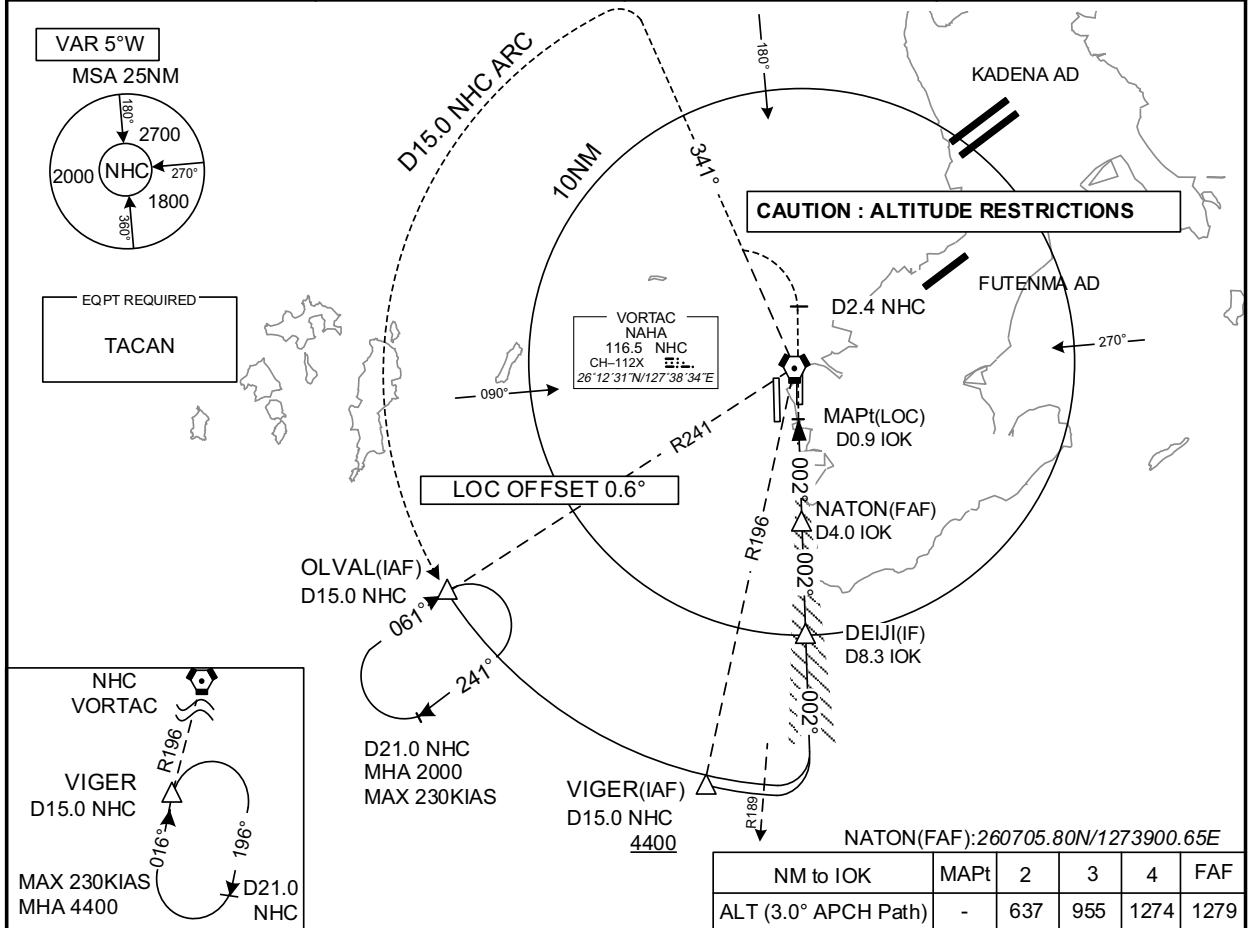 VAR 5°W
MSA 25NM
180°
2700
2000
NHC
270°
1800
360°
EQPT REQUIRED
TACAN
D15.0 NHC ARC
10NM
180°
341°
KADENA AD
CAUTION : ALTITUDE RESTRICTIONS
FUTENMA AD
D2.4 NHC
270°
VORTAC
NAHA
116.5 NHC
CH–112X
26°12'31"N/127°38'34"E
090°
MAPt(LOC)
D0.9 IOK
R241
LOC OFFSET 0.6°
002°
NATON(FAF)
D4.0 IOK
R196
002°
OLVAL(IAF)
D15.0 NHC
061°
241°
DEIJI(IF)
D8.3 IOK
002°
D21.0 NHC
MHA 2000
MAX 230KIAS
VIGER(IAF)
D15.0 NHC
4400
R189
NHC
VORTAC
R196
VIGER
D15.0 NHC
016°
196°
MAX 230KIAS
MHA 4400
D21.0
NHC
NATON(FAF):260705.80N/1273900.65E
NM to IOK MAPt 2 3 4 FAF
ALT (3.0° APCH Path) - 637 955 1274 1279